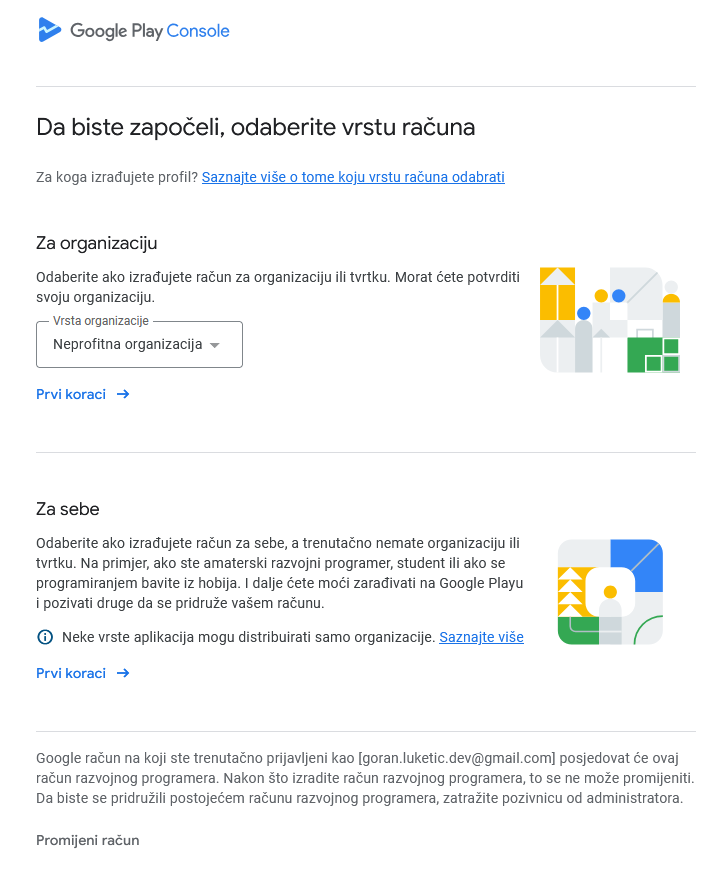 Google Play Console
Da biste započeli, odaberite vrstu računa
Za koga izrađujete profil? Saznajte više o tome koju vrstu računa odabrati
Za organizaciju
Odaberite ako izrađujete račun za organizaciju ili tvrtku. Morat ćete potvrditi
svoju organizaciju.
Vrsta organizacije
Neprofitna organizacija
Prvi koraci
Za sebe
Odaberite ako izrađujete račun za sebe, a trenutačno nemate organizaciju ili
tvrtku. Na primjer, ako ste amaterski razvojni programer, student ili ako se
programiranjem bavite iz hobija. I dalje ćete moći zarađivati na Google Playu
i pozivati druge da se pridruže vašem računu.
Neke vrste aplikacija mogu distribuirati samo organizacije. Saznajte više
Prvi koraci
Google račun na koji ste trenutačno prijavljeni kao [goran.luketic.dev@gmail.com] posjedovat će ovaj
račun razvojnog programera. Nakon što izradite račun razvojnog programera, to se ne može promijeniti.
Da biste se pridružili postojećem računu razvojnog programera, zatražite pozivnicu od administratora.
Promijeni račun